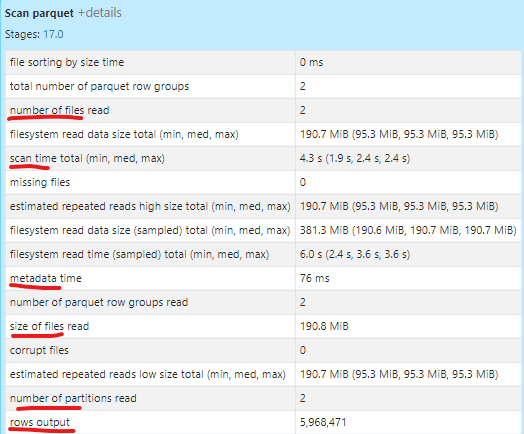 Scan parquet +details
Stages: 17.0
file sorting by size time 0 ms
total number of parquet row groups 2
number of files read 2
filesystem read data size total (min, med, max) 190.7 MiB (95.3 MiB, 95.3 MiB, 95.3 MiB)
scan time total (min, med, max) 4.3 s (1.9 s, 2.4 s, 2.4 s)
missing files 0
estimated repeated reads high size total (min, med, max) 190.7 MiB (95.3 MiB, 95.3 MiB, 95.3 MiB)
filesystem read data size (sampled) total (min, med, max) 381.3 MiB (190.6 MiB, 190.7 MiB, 190.7 MiB)
filesystem read time (sampled) total (min, med, max) 6.0 s (2.4 s, 3.6 s, 3.6 s)
metadata time 76 ms
number of parquet row groups read 2
size of files read 190.8 MiB
corrupt files 0
estimated repeated reads low size total (min, med, max) 190.7 MiB (95.3 MiB, 95.3 MiB, 95.3 MiB)
number of partitions read 2
rows output 5,968,471